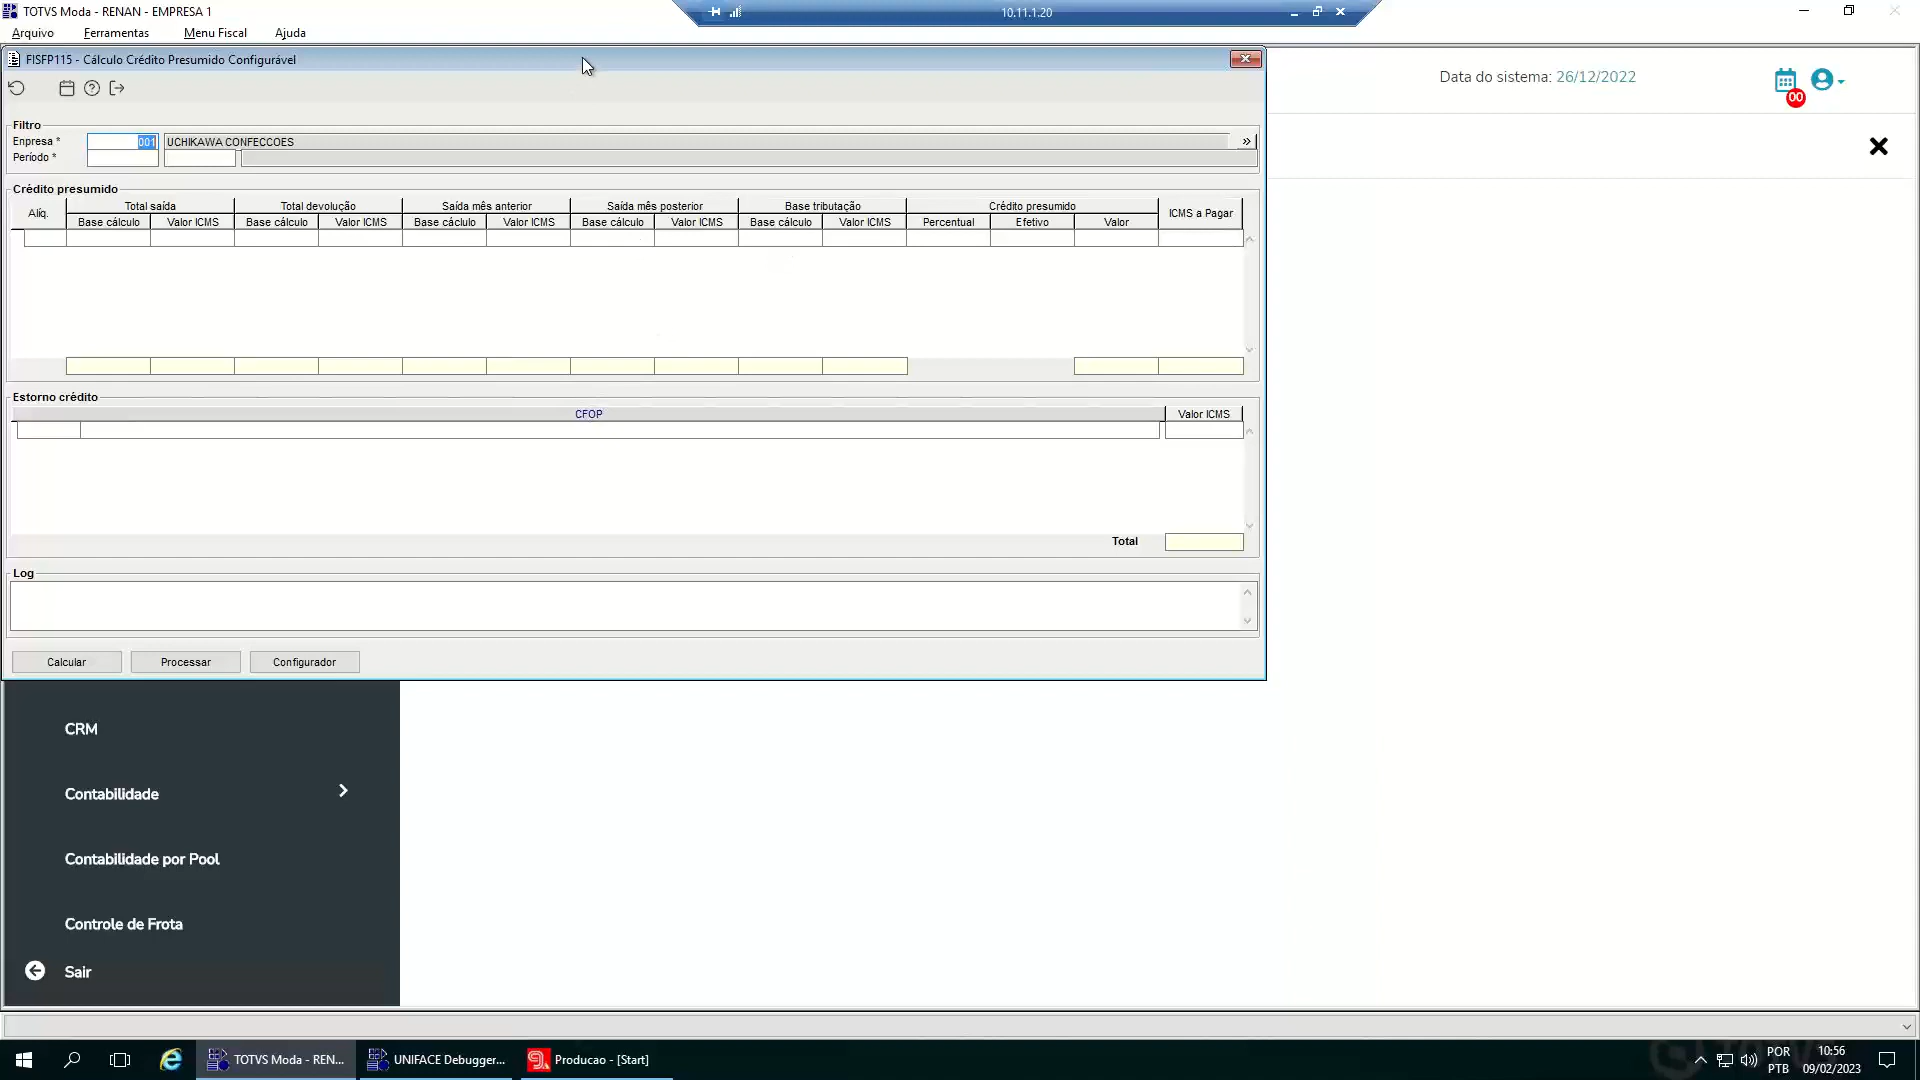 TOTVS Moda - RENAN - EMPRESA 1
10.11.1.20
Arquivo Ferramentas Menu Fiscal Ajuda
FISFP115 - Cálculo Crédito Presumido Configurável
Data do sistema: 26/12/2022
00
Filtro
Enpresa * 001 UCHIKAWA CONFECCOES »
Período *
Crédito presumido
Alíq. Total saída Total devolução Saída mês anterior Saída mês posterior Base tributação Crédito presumido ICMS a Pagar
Base cálculo Valor ICMS Base cálculo Valor ICMS Base cáclulo Valor ICMS Base cálculo Valor ICMS Base cálculo Valor ICMS Percentual Efetivo Valor
Estorno crédito
CFOP Valor ICMS
Total
Log
Calcular Processar Configurador
CRM
Contabilidade
Contabilidade por Pool
Controle de Frota
Sair
TOTVS Moda - REN... UNIFACE Debugger... Producao - [Start]
POR 10:56
PTB 09/02/2023